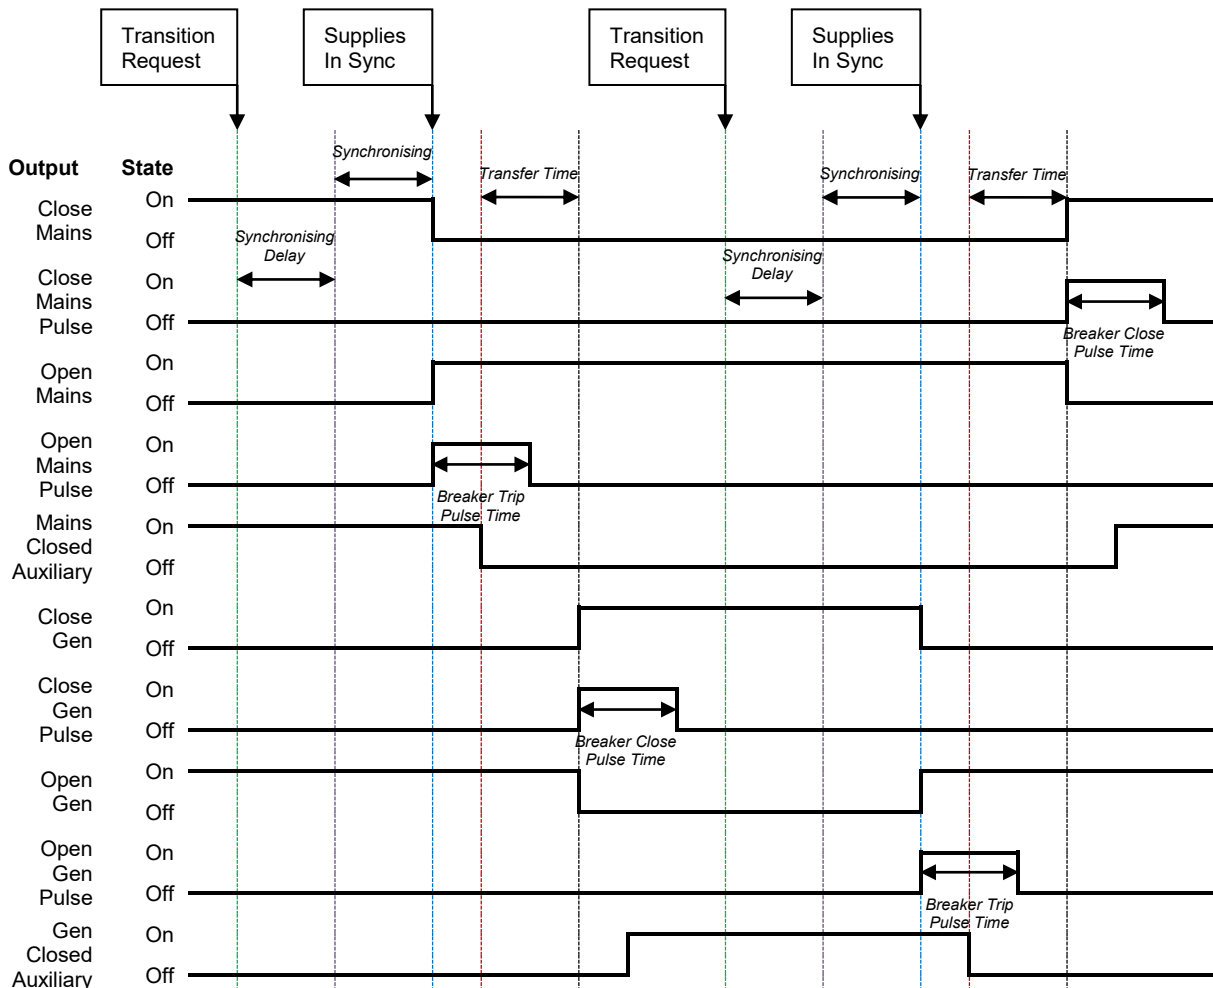 Transition
Request
Supplies
In Sync
Transition
Request
Supplies
In Sync
Output
State
Synchronising
Transfer Time
Synchronising
Transfer Time
Close
Mains
On
Off
Synchronising
Delay
Synchronising
Delay
Close
Mains
Pulse
On
Off
Breaker Close
Pulse Time
Open
Mains
On
Off
Open
Mains
Pulse
On
Off
Breaker Trip
Pulse Time
Mains
Closed
Auxiliary
On
Off
Close
Gen
On
Off
Close
Gen
Pulse
On
Off
Breaker Close
Pulse Time
Open
Gen
On
Off
Open
Gen
Pulse
On
Off
Breaker Trip
Pulse Time
Gen
Closed
Auxiliary
On
Off